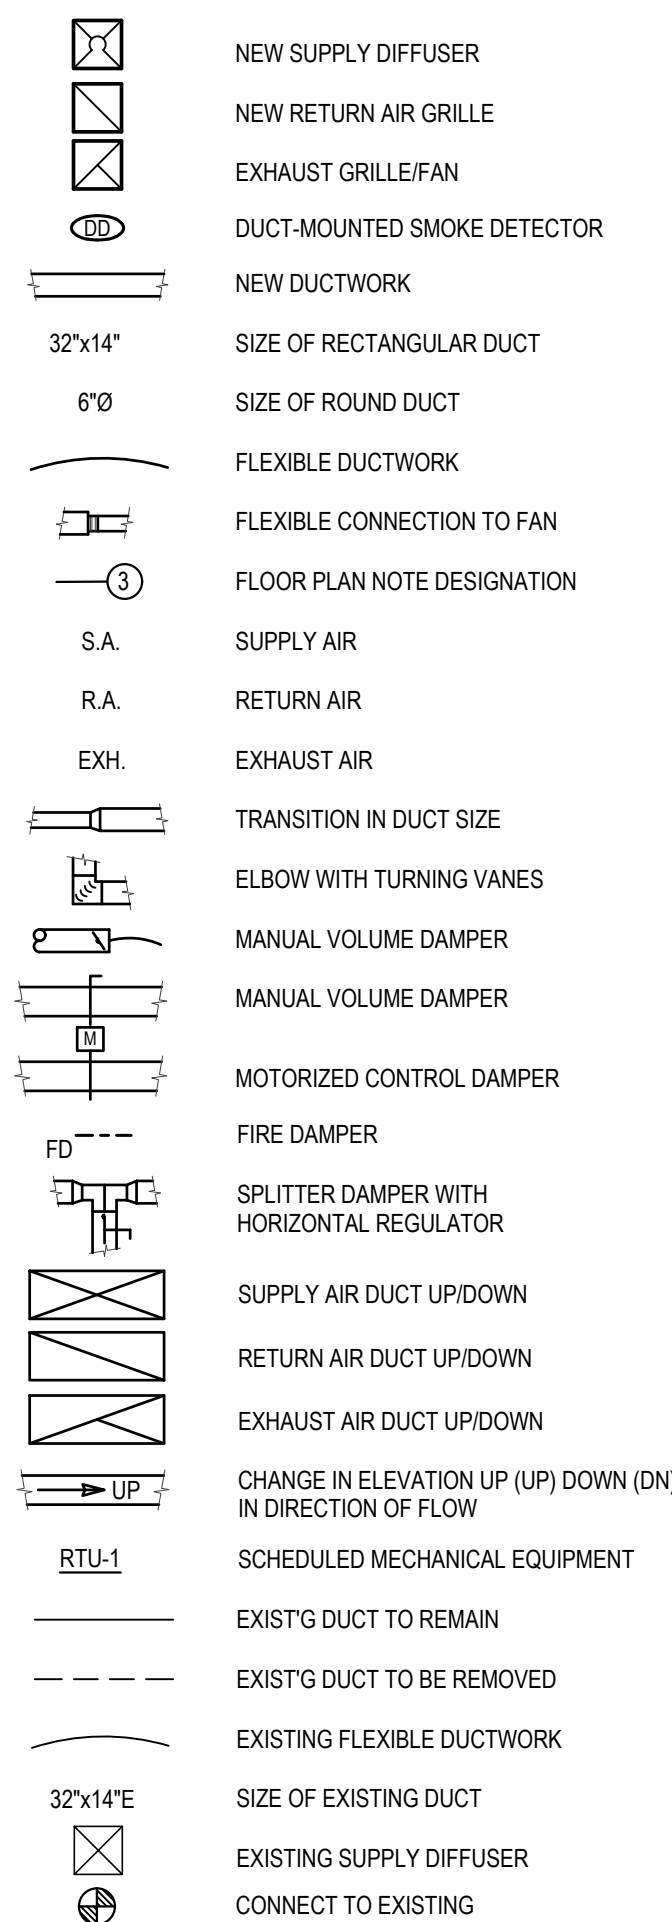 NEW SUPPLY DIFFUSER
NEW RETURN AIR GRILLE
EXHAUST GRILLE/FAN
DD DUCT-MOUNTED SMOKE DETECTOR
NEW DUCTWORK
32"x14" SIZE OF RECTANGULAR DUCT
6"Ø SIZE OF ROUND DUCT
FLEXIBLE DUCTWORK
FLEXIBLE CONNECTION TO FAN
3 FLOOR PLAN NOTE DESIGNATION
S.A. SUPPLY AIR
R.A. RETURN AIR
EXH. EXHAUST AIR
TRANSITION IN DUCT SIZE
ELBOW WITH TURNING VANES
MANUAL VOLUME DAMPER
MANUAL VOLUME DAMPER
M
MOTORIZED CONTROL DAMPER
FD FIRE DAMPER
SPLITTER DAMPER WITH
HORIZONTAL REGULATOR
SUPPLY AIR DUCT UP/DOWN
RETURN AIR DUCT UP/DOWN
EXHAUST AIR DUCT UP/DOWN
UP CHANGE IN ELEVATION UP (UP) DOWN (DN)
IN DIRECTION OF FLOW
RTU-1 SCHEDULED MECHANICAL EQUIPMENT
EXIST'G DUCT TO REMAIN
EXIST'G DUCT TO BE REMOVED
EXISTING FLEXIBLE DUCTWORK
32"x14"E SIZE OF EXISTING DUCT
EXISTING SUPPLY DIFFUSER
CONNECT TO EXISTING